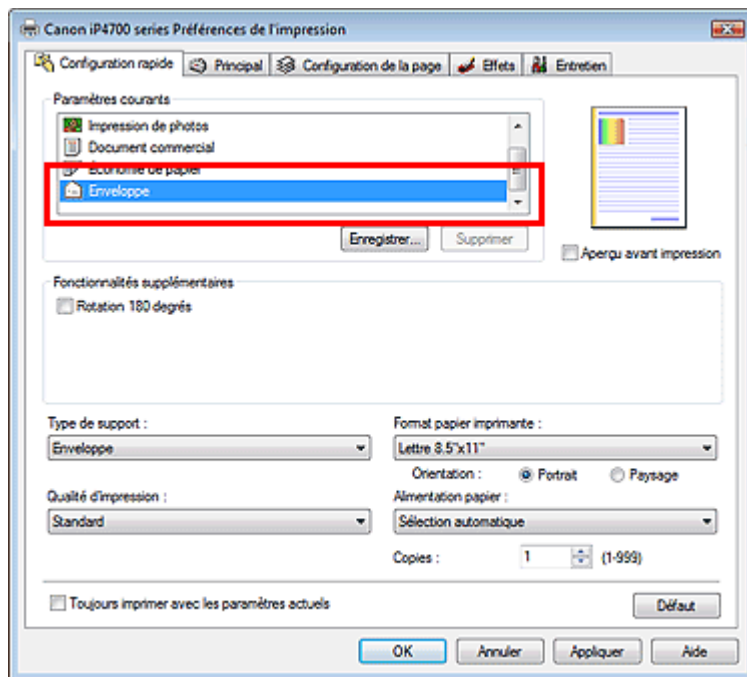 Canon iP4700 series Préférences de l'impression
Configuration rapide Principal Configuration de la page Effets Entretien
Paramètres courants
Impression de photos
Document commercial
Économie de papier
Enveloppe
Enregistrer... Supprimer
Aperçu avant impression
Fonctionnalités supplémentaires
Rotation 180 degrés
Type de support : Format papier imprimante :
Enveloppe Lettre 8.5"x11"
Orientation : Portrait Paysage
Qualité d'impression : Alimentation papier :
Standard Sélection automatique
Copies : 1 (1-999)
Toujours imprimer avec les paramètres actuels Défaut
OK Annuler Appliquer Aide